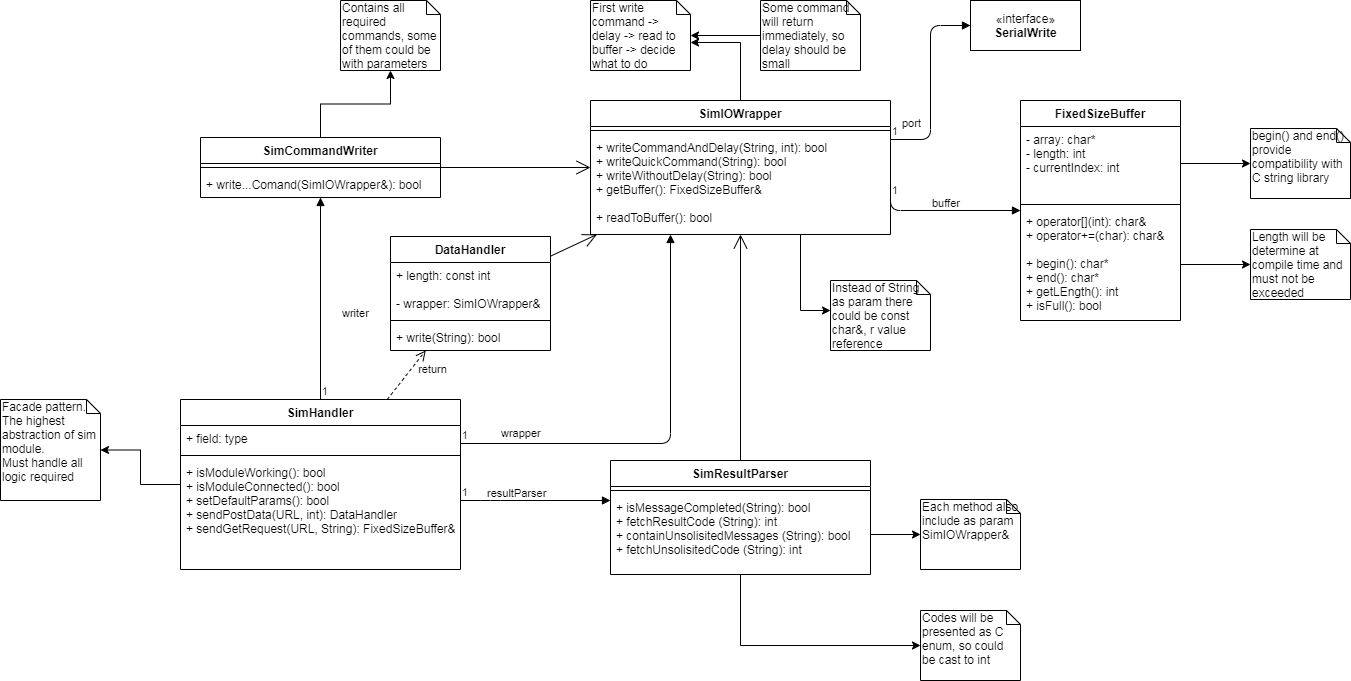 Contains all
required
commands, some
of them could be
with parameters
First write
command ->
delay -> read to
buffer -> decide
what to do
Some command
will return
immediately, so
delay should be
small
«interface»
SerialWrite
port
1
SimCommandWriter
+ write...Comand(SimIOWrapper&): bool
SimIOWrapper
+ writeCommandAndDelay(String, int): bool
+ writeQuickCommand(String): bool
+ writeWithoutDelay(String): bool
+ getBuffer(): FixedSizeBuffer&
+ readToBuffer(): bool
1
buffer
FixedSizeBuffer
- array: char*
- length: int
- currentIndex: int
+ operator[](int): char&
+ operator+=(char): char&
+ begin(): char*
+ end(): char*
+ getLEngth(): int
+ isFull(): bool
begin() and end()
provide
compatibility with
C string library
Length will be
determine at
compile time and
must not be
exceeded
DataHandler
+ length: const int
- wrapper: SimIOWrapper&
+ write(String): bool
Instead of String
as param there
could be const
char&, r value
reference
writer
1
return
Facade pattern.
The highest
abstraction of sim
module.
Must handle all
logic required
SimHandler
+ field: type
+ isModuleWorking(): bool
+ isModuleConnected(): bool
+ setDefaultParams(): bool
+ sendPostData(URL, int): DataHandler
+ sendGetRequest(URL, String): FixedSizeBuffer&
1
wrapper
1
resultParser
SimResultParser
+ isMessageCompleted(String): bool
+ fetchResultCode (String): int
+ containUnsolisitedMessages (String): bool
+ fetchUnsolisitedCode (String): int
Each method also
include as param
SimIOWrapper&
Codes will be
presented as C
enum, so could
be cast to int